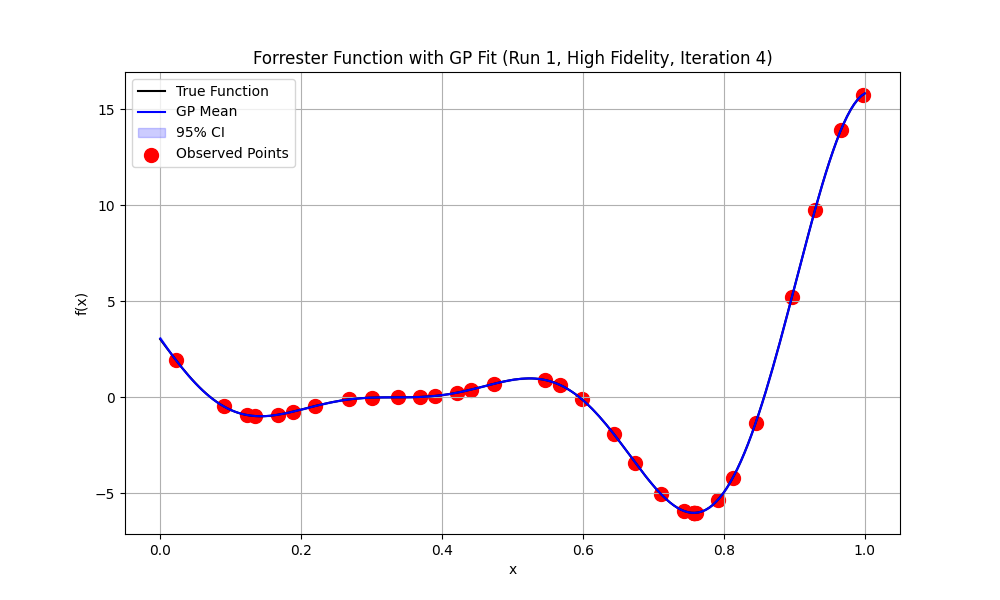 Forrester Function with GP Fit (Run 1, High Fidelity, Iteration 4)
True Function
GP Mean
95% CI
Observed Points
15
10
5
0
−5
f(x)
0.0 0.2 0.4 0.6 0.8 1.0
x